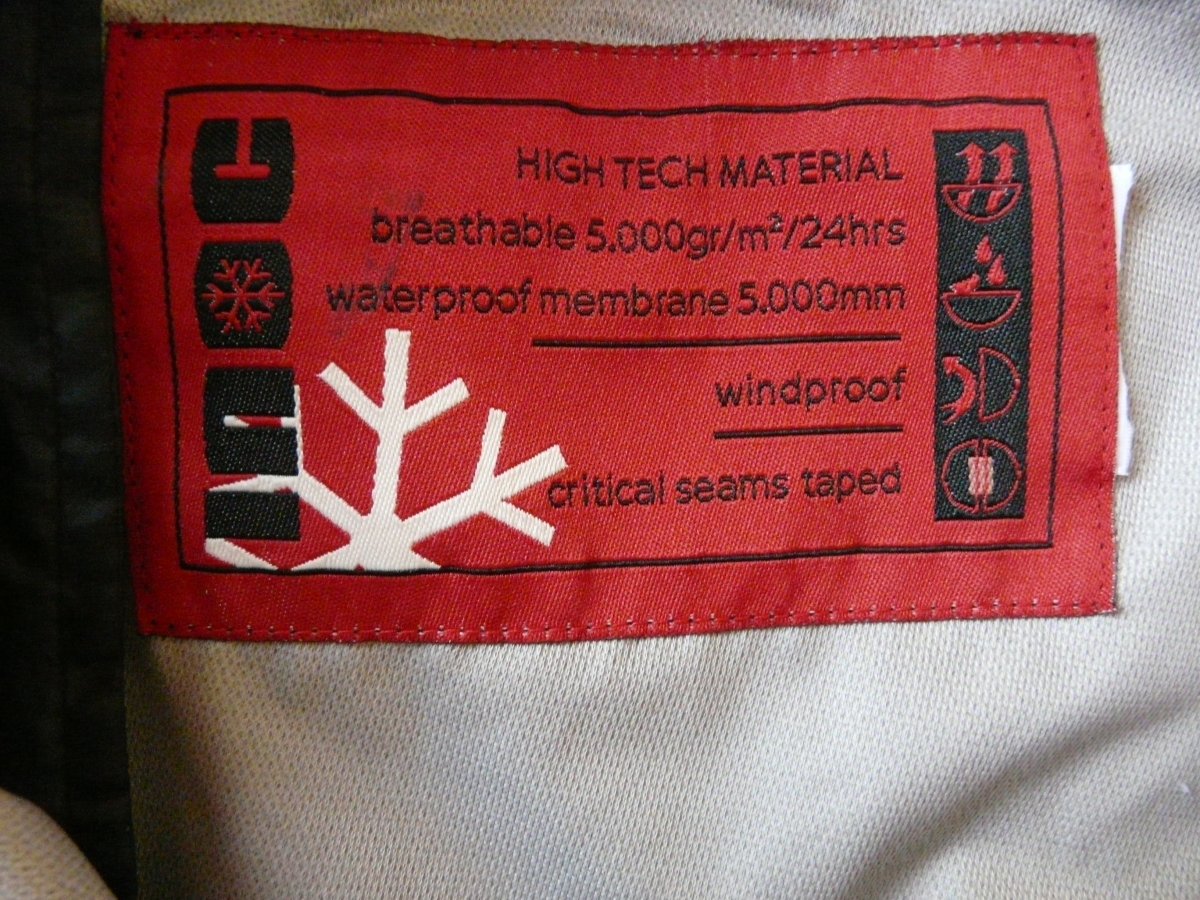 HIGH TECH MATERIAL
breathable 5.000gr/m²/24hrs
waterproof membrane 5.000mm
windproof
critical seams taped